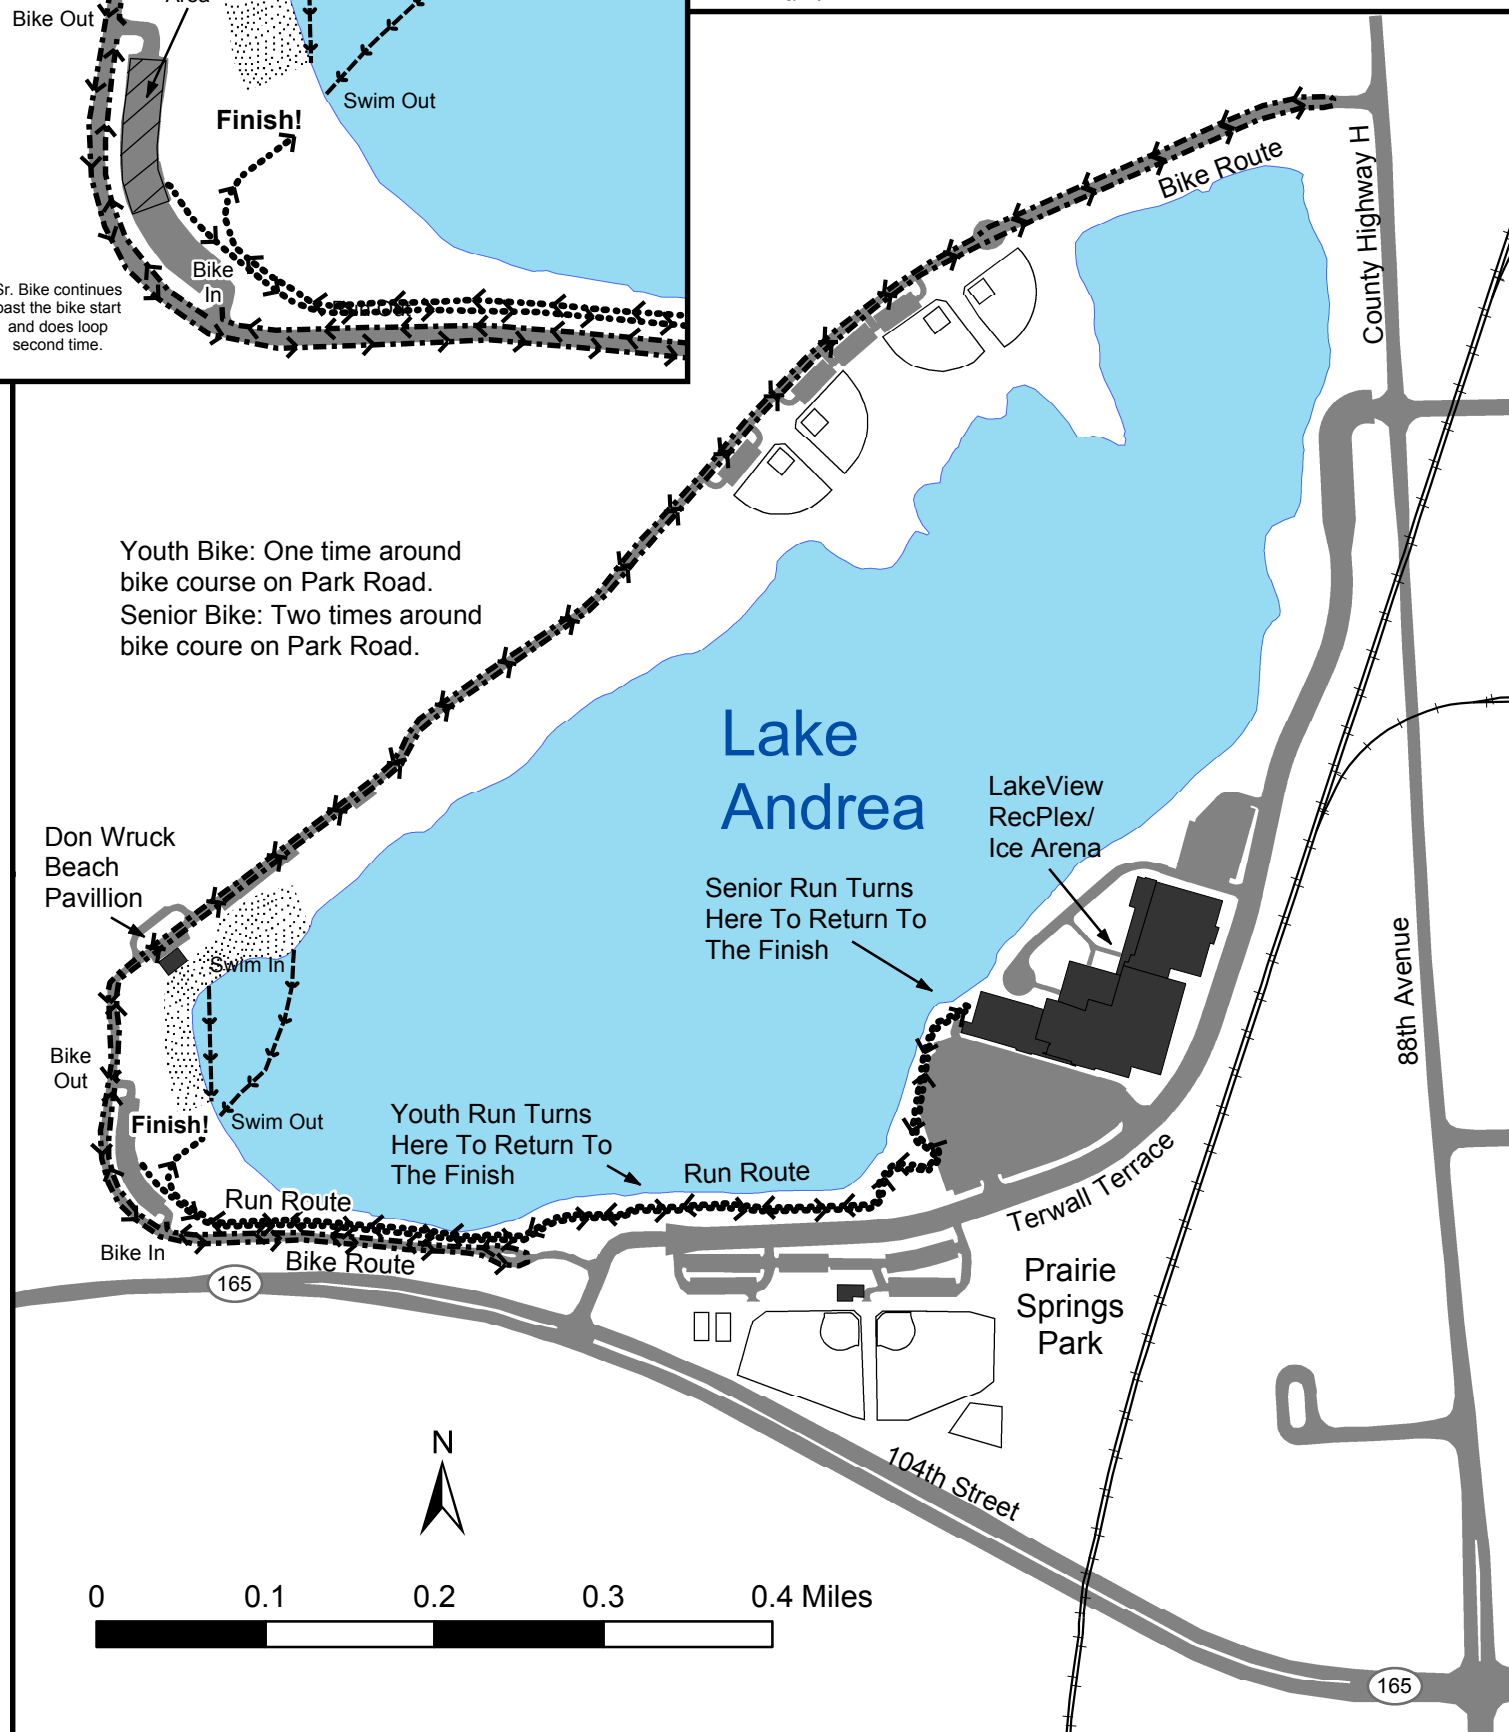 Bike Out
Area
Swim Out
Finish!
Bike
In
Sr. Bike continues
past the bike start
and does loop
second time.
Bike Route
County Highway H
Youth Bike: One time around
bike course on Park Road.
Senior Bike: Two times around
bike coure on Park Road.
Lake
Andrea
LakeView
RecPlex/
Ice Arena
Don Wruck
Beach
Pavillion
Senior Run Turns
Here To Return To
The Finish
Swim In
88th Avenue
Bike
Out
Finish!
Swim Out
Youth Run Turns
Here To Return To
The Finish
Run Route
Run Route
Terwall Terrace
Bike In
Bike Route
165
Prairie
Springs
Park
N
104th Street
0 0.1 0.2 0.3 0.4 Miles
165